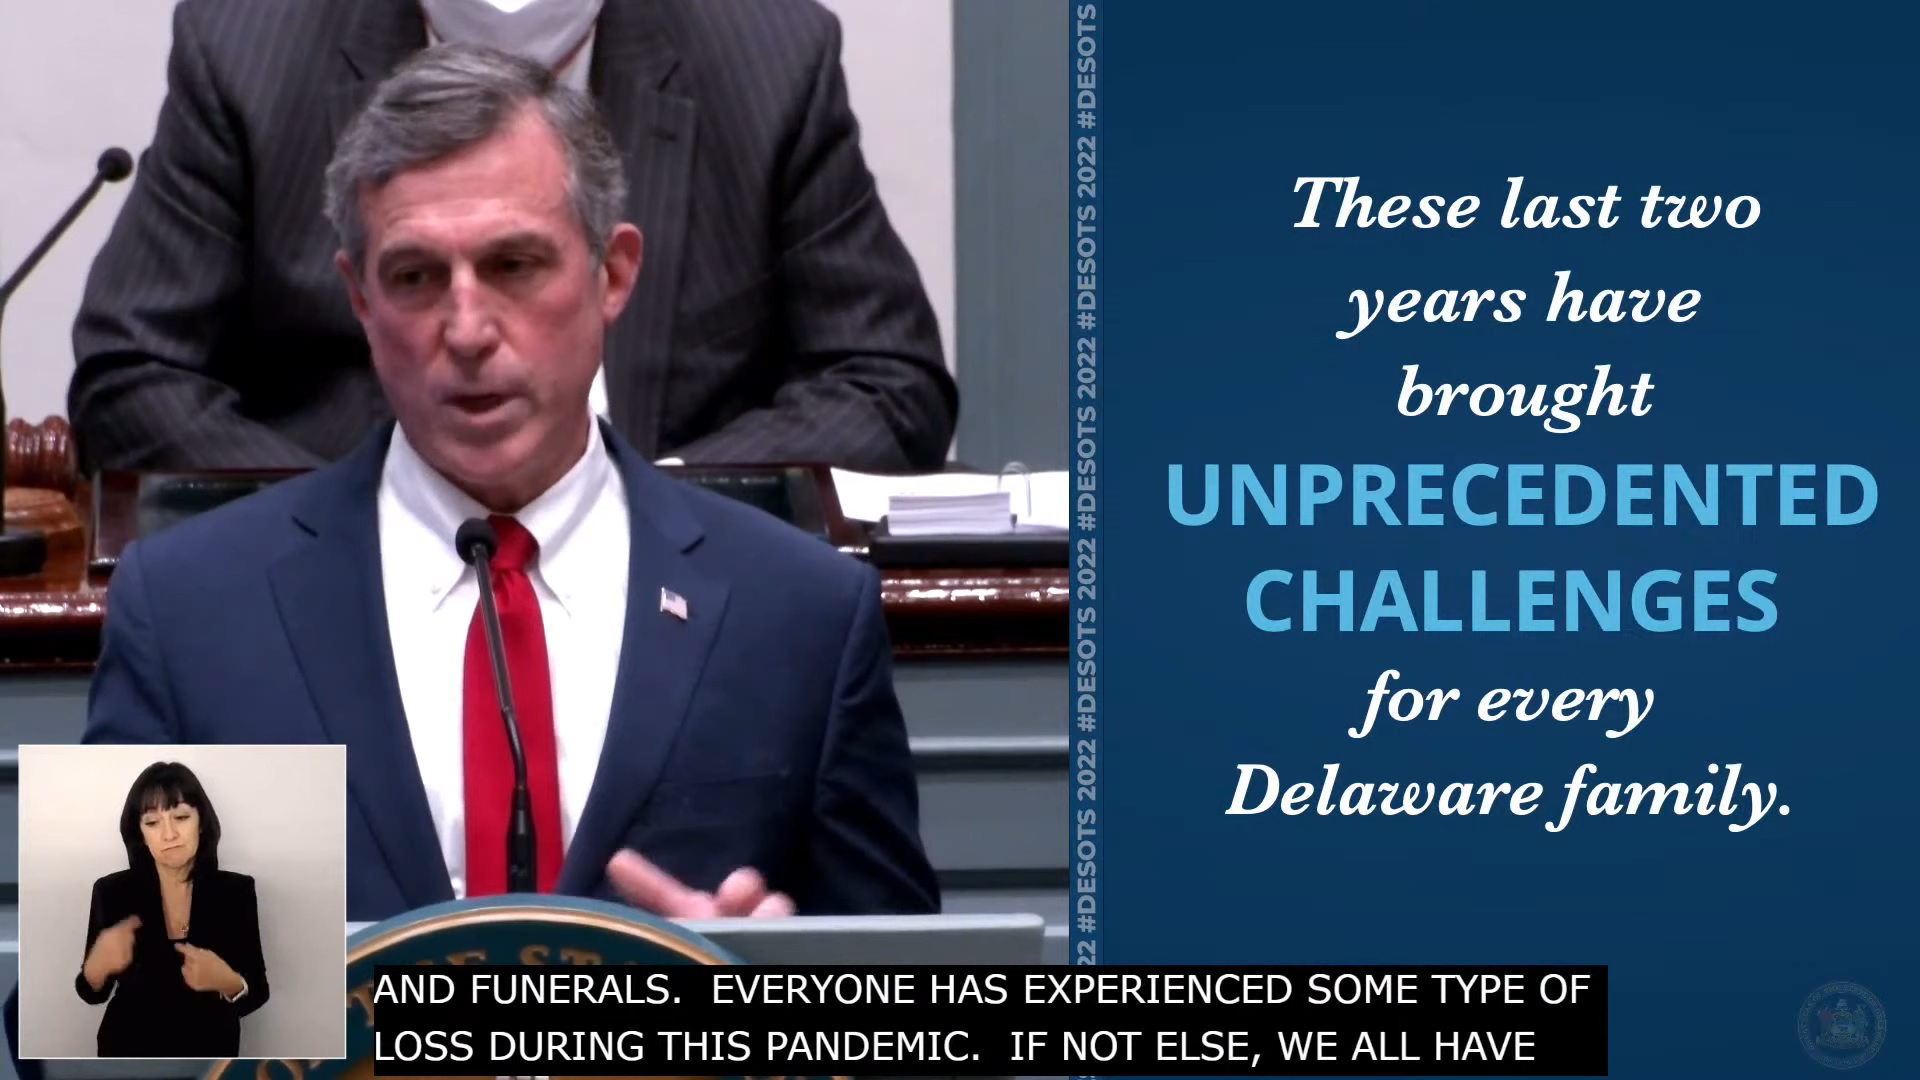 These last two
years have
brought
UNPRECEDENTED
CHALLENGES
for every
Delaware family.
#DESOTS 2022 #DESOTS 2022 #DESOTS 2022 #DESOTS 2022 #DESOTS
AND FUNERALS.  EVERYONE HAS EXPERIENCED SOME TYPE OF
LOSS DURING THIS PANDEMIC.  IF NOT ELSE, WE ALL HAVE